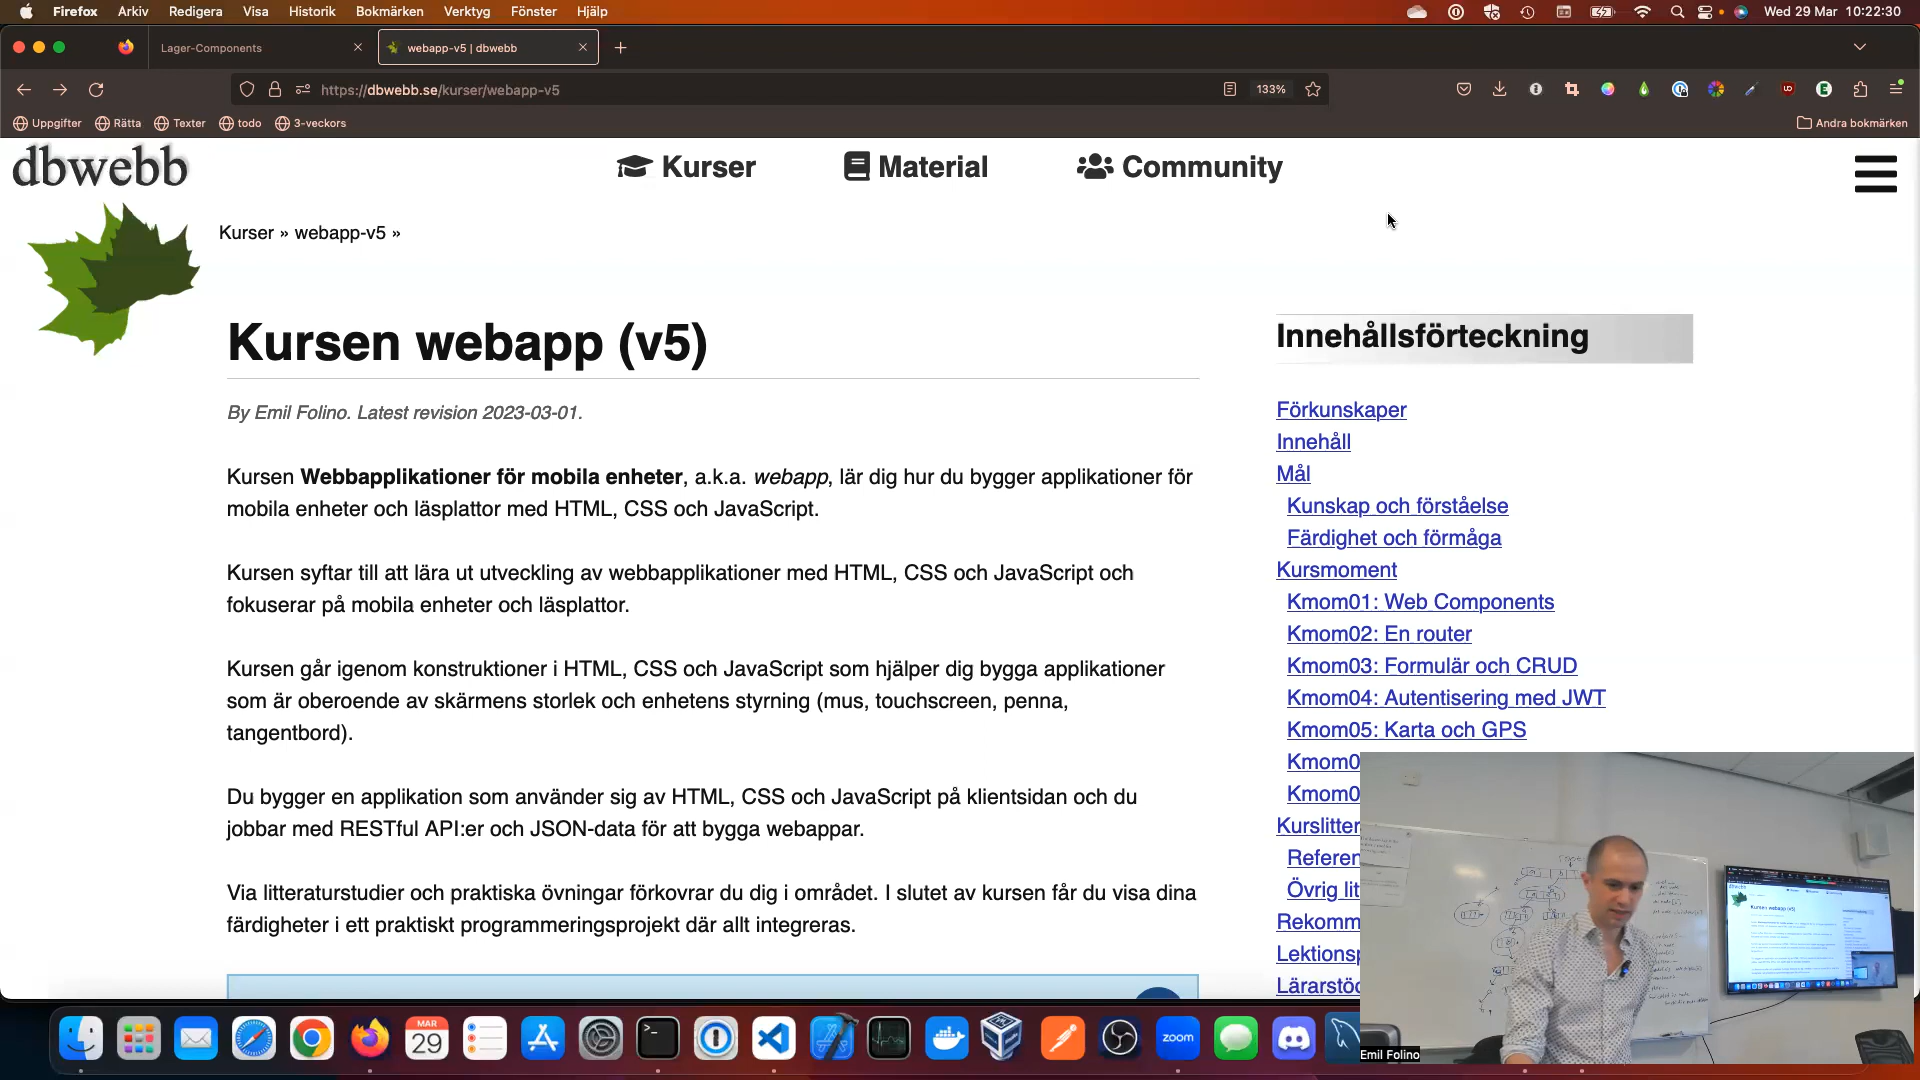 Firefox Arkiv Redigera Visa Historik Bokmärken Verktyg Fönster Hjälp Wed 29 Mar 10:22:30
Lager-Components webapp-v5 | dbwebb
https://dbwebb.se/kurser/webapp-v5 133%
Uppgifter Rätta Texter todo 3-veckors Andra bokmärken
dbwebb Kurser Material Community
Kurser » webapp-v5 »
Kursen webapp (v5)
By Emil Folino. Latest revision 2023-03-01.
Kursen Webbapplikationer för mobila enheter, a.k.a. webapp, lär dig hur du bygger applikationer för
mobila enheter och läsplattor med HTML, CSS och JavaScript.
Kursen syftar till att lära ut utveckling av webbapplikationer med HTML, CSS och JavaScript och
fokuserar på mobila enheter och läsplattor.
Kursen går igenom konstruktioner i HTML, CSS och JavaScript som hjälper dig bygga applikationer
som är oberoende av skärmens storlek och enhetens styrning (mus, touchscreen, penna,
tangentbord).
Du bygger en applikation som använder sig av HTML, CSS och JavaScript på klientsidan och du
jobbar med RESTful API:er och JSON-data för att bygga webappar.
Via litteraturstudier och praktiska övningar förkovrar du dig i området. I slutet av kursen får du visa dina
färdigheter i ett praktiskt programmeringsprojekt där allt integreras.
Innehållsförteckning
Förkunskaper
Innehåll
Mål
Kunskap och förståelse
Färdighet och förmåga
Kursmoment
Kmom01: Web Components
Kmom02: En router
Kmom03: Formulär och CRUD
Kmom04: Autentisering med JWT
Kmom05: Karta och GPS
Kmom0
Kmom0
Kurslitter
Referen
Övrig lit
Rekomm
Lektionsp
Lärarstöd
MAR
29
zoom
Emil Folino